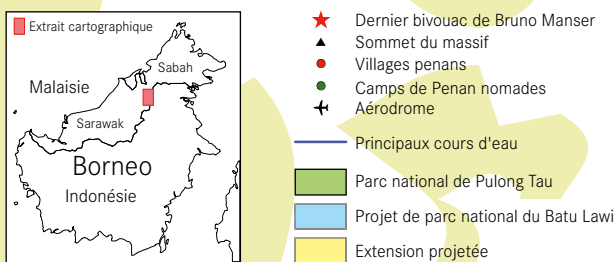 Extrait cartographique
Malaisie
Sabah
Sarawak
Borneo
Indonésie
Dernier bivouac de Bruno Manser
Sommet du massif
Villages penans
Camps de Penan nomades
Aérodrome
Principaux cours d'eau
Parc national de Pulong Tau
Projet de parc national du Batu Lawi
Extension projetée